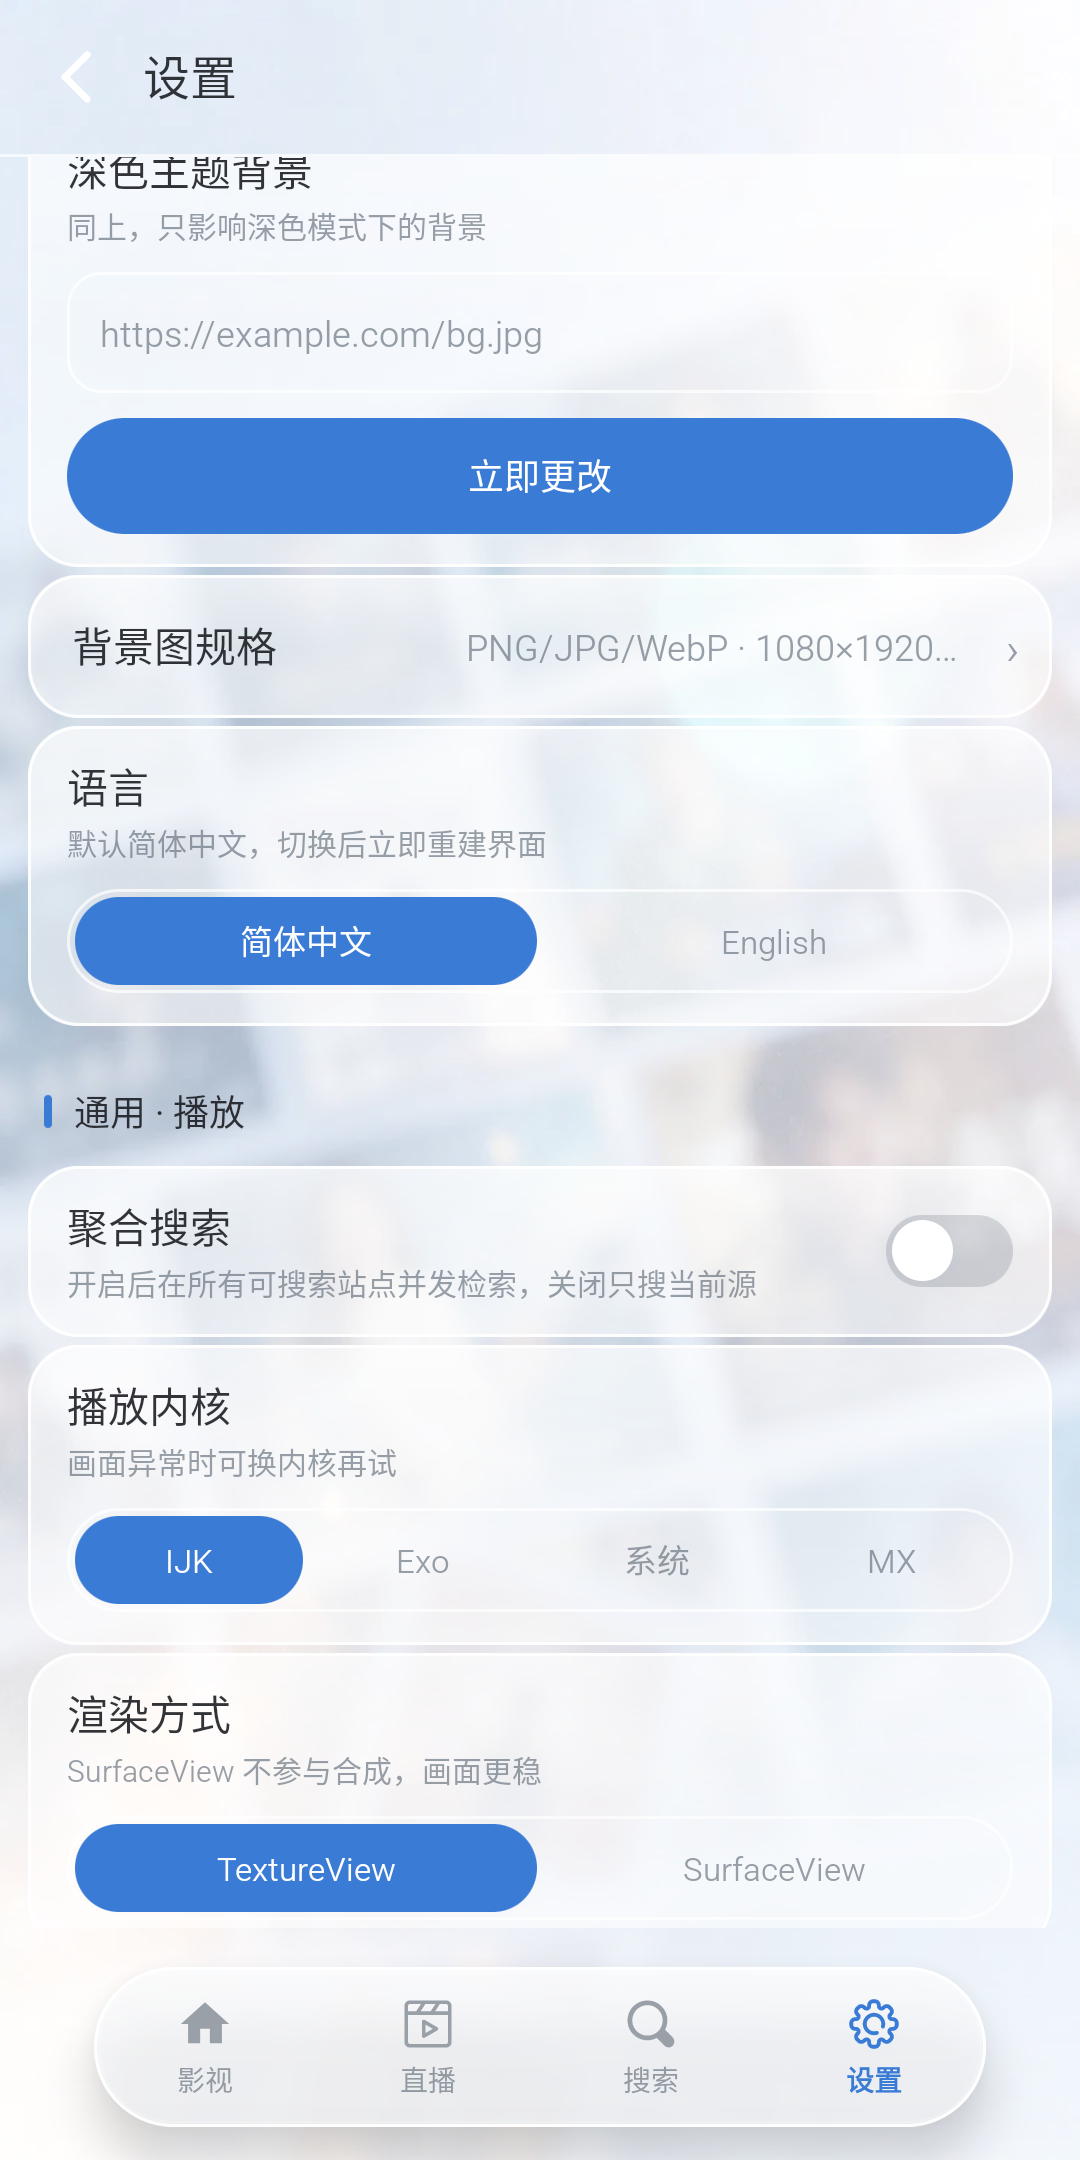 设置
深色主题背景
同上，只影响深色模式下的背景
https://example.com/bg.jpg
立即更改
背景图规格
PNG/JPG/WebP · 1080×1920... ›
语言
默认简体中文，切换后立即重建界面
简体中文 English
通用 · 播放
聚合搜索
开启后在所有可搜索站点并发检索，关闭只搜当前源
播放内核
画面异常时可换内核再试
IJK Exo 系统 MX
渲染方式
SurfaceView 不参与合成，画面更稳
TextureView SurfaceView
影视 直播 搜索 设置